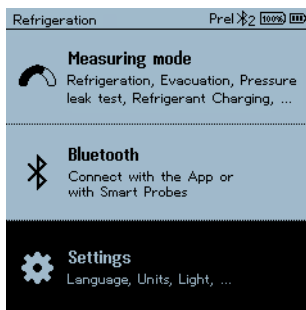 Refrigeration Prel 2 100%
Measuring mode
Refrigeration, Evacuation, Pressure
leak test, Refrigerant Charging, ...
Bluetooth
Connect with the App or
with Smart Probes
Settings
Language, Units, Light, ...